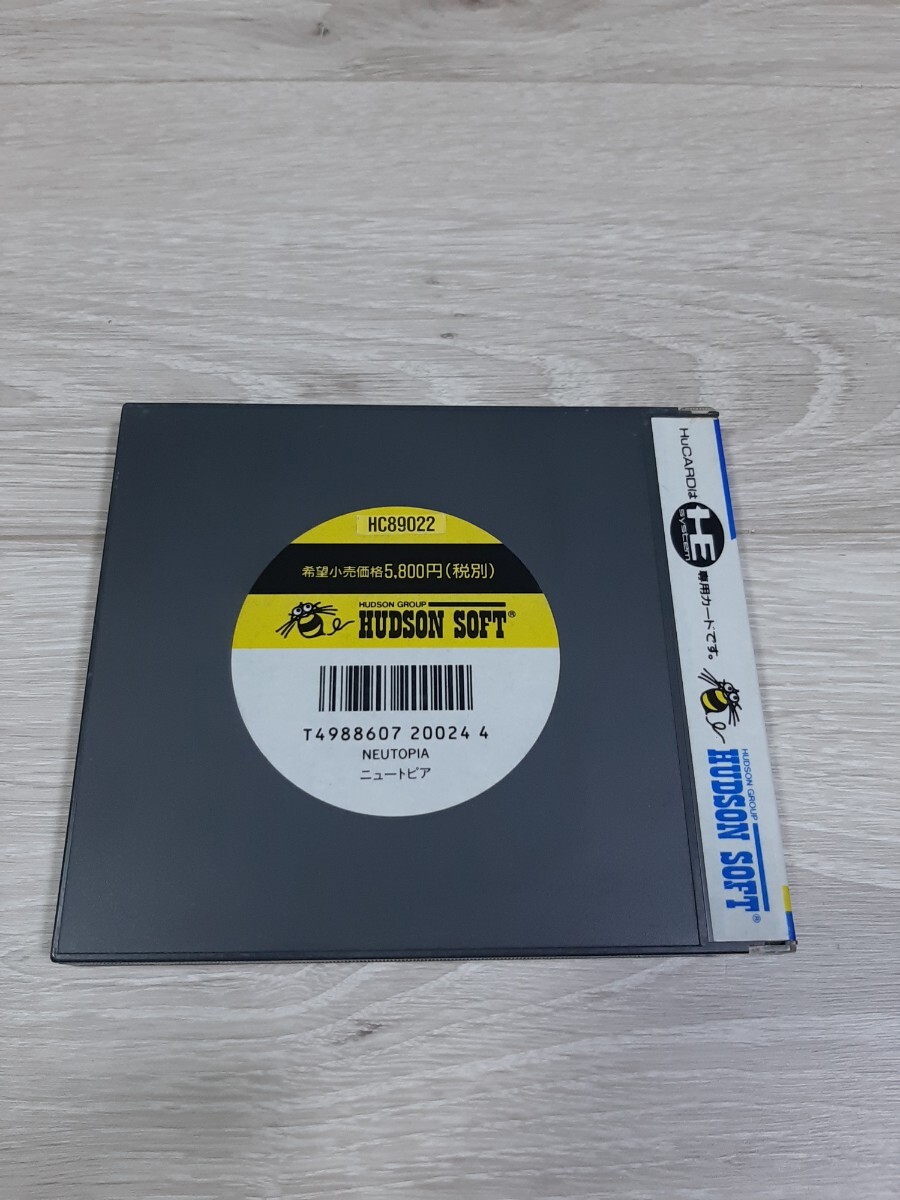 HC89022
希望小売価格5,800円(税別)
HUDSON GROUP
HUDSON SOFT®
T4988607 20024 4
NEUTOPIA
ニュートピア
HuCARDは HE SYSTEM 専用カードです。
HUDSON GROUP
HUDSON SOFT®